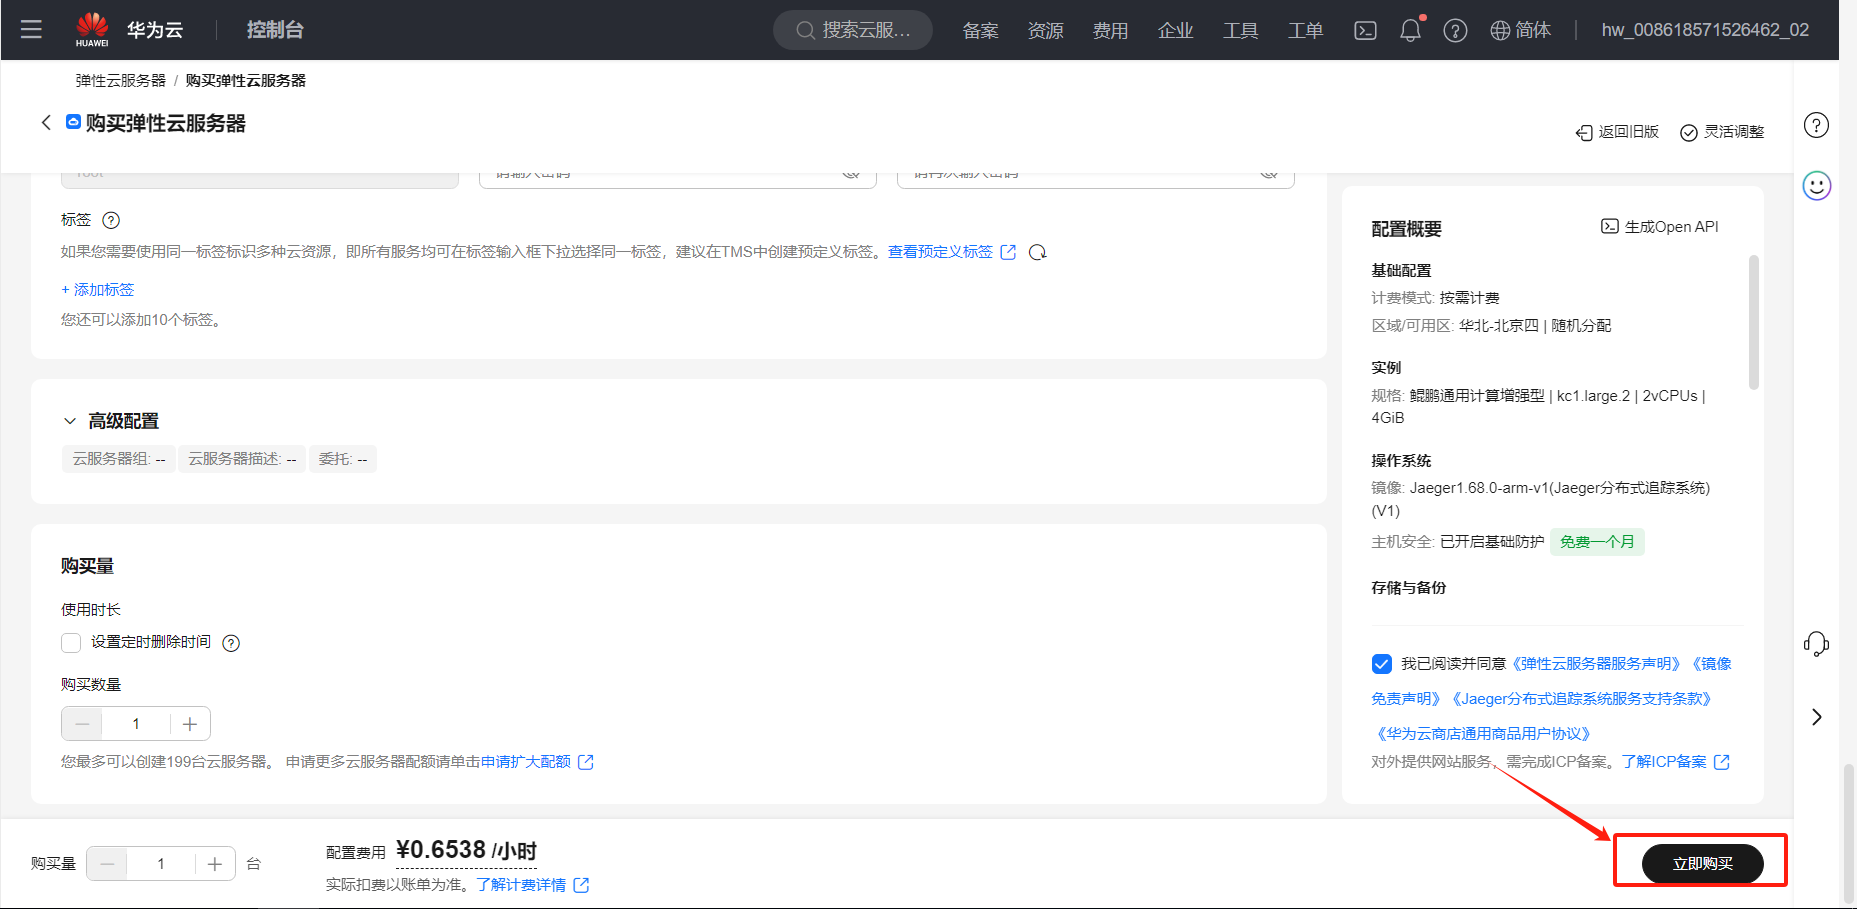 HUAWEI
华为云
控制台
搜索云服...
备案
资源
费用
企业
工具
工单
简体
hw_008618571526462_02
弹性云服务器 / 购买弹性云服务器
购买弹性云服务器
返回旧版
灵活调整
root
请输入密码
请再次输入密码
标签
如果您需要使用同一标签标识多种云资源，即所有服务均可在标签输入框下拉选择同一标签，建议在TMS中创建预定义标签。查看预定义标签
+ 添加标签
您还可以添加10个标签。
高级配置
云服务器组: --
云服务器描述: --
委托: --
购买量
使用时长
设置定时删除时间
购买数量
1
您最多可以创建199台云服务器。 申请更多云服务器配额请单击申请扩大配额
配置概要
生成Open API
基础配置
计费模式: 按需计费
区域/可用区: 华北-北京四 | 随机分配
实例
规格: 鲲鹏通用计算增强型 | kc1.large.2 | 2vCPUs |
4GiB
操作系统
镜像: Jaeger1.68.0-arm-v1(Jaeger分布式追踪系统)
(V1)
主机安全: 已开启基础防护 免费一个月
存储与备份
我已阅读并同意《弹性云服务器服务声明》《镜像
免责声明》《Jaeger分布式追踪系统服务支持条款》
《华为云商店通用商品用户协议》
对外提供网站服务，需完成ICP备案。了解ICP备案
购买量
1
台
配置费用 ¥0.6538 /小时
实际扣费以账单为准。了解计费详情
立即购买